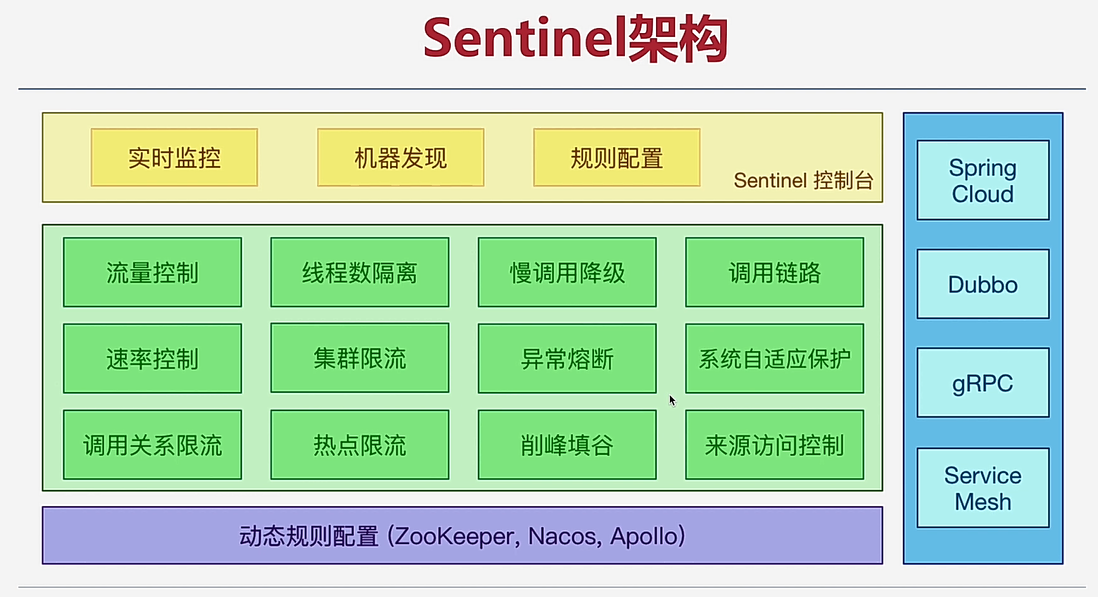 Sentinel架构
实时监控
机器发现
规则配置
Sentinel 控制台
流量控制
线程数隔离
慢调用降级
调用链路
速率控制
集群限流
异常熔断
系统自适应保护
调用关系限流
热点限流
削峰填谷
来源访问控制
动态规则配置 (ZooKeeper, Nacos, Apollo)
Spring
Cloud
Dubbo
gRPC
Service
Mesh